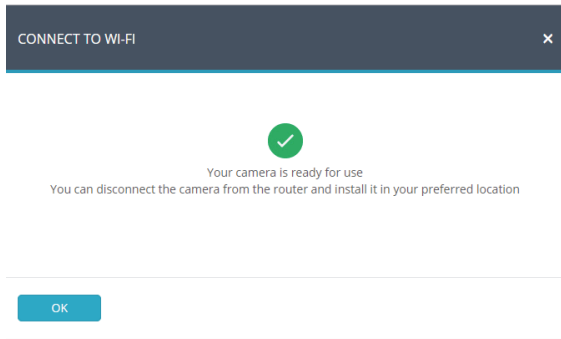 CONNECT TO WI-FI
×
Your camera is ready for use
You can disconnect the camera from the router and install it in your preferred location
OK